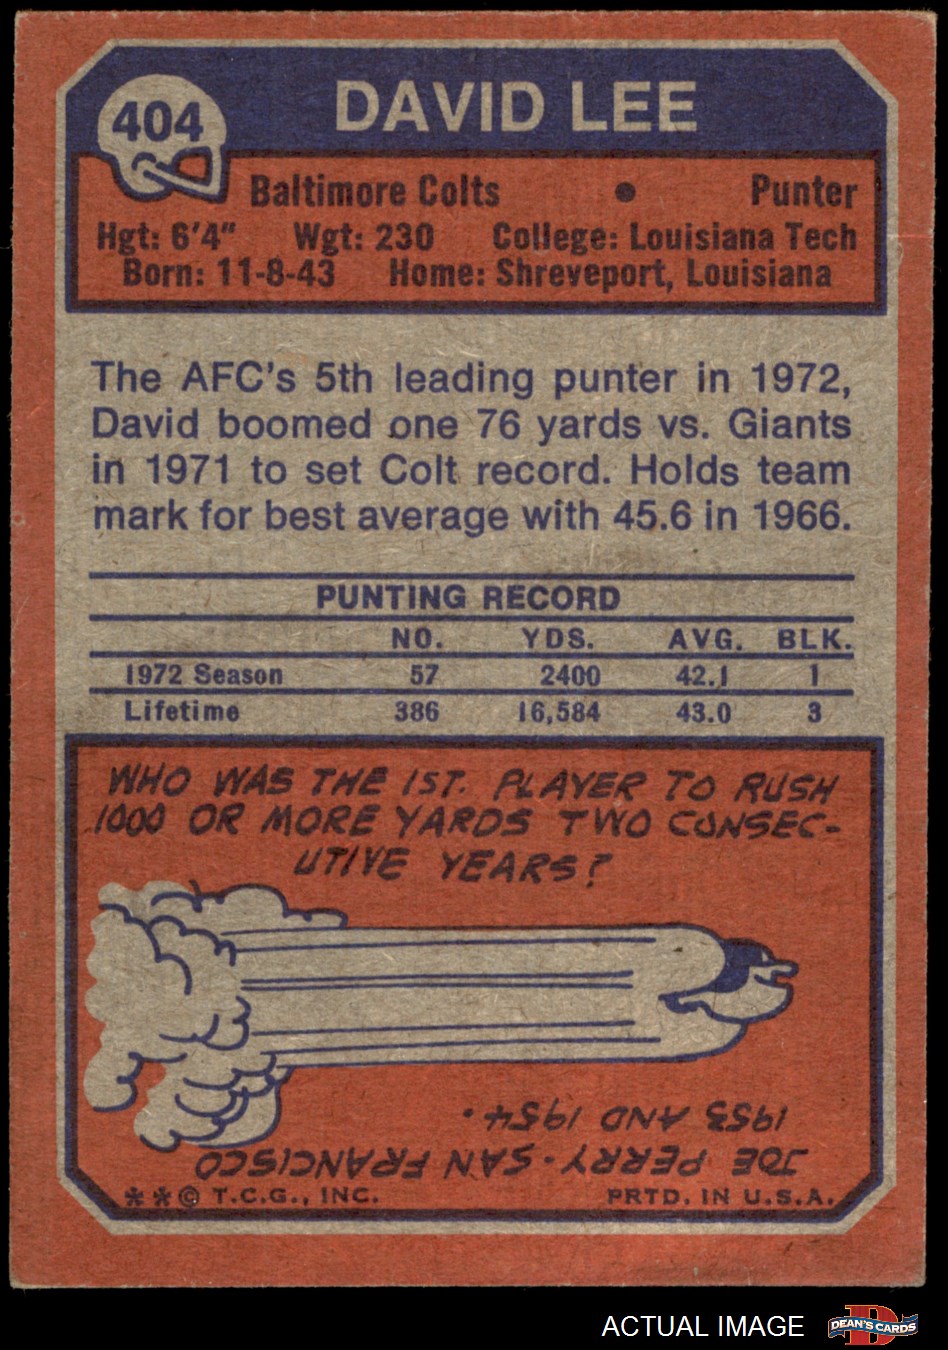 404
DAVID LEE
Baltimore Colts • Punter
Hgt: 6'4" Wgt: 230 College: Louisiana Tech
Born: 11-8-43 Home: Shreveport, Louisiana
The AFC's 5th leading punter in 1972,
David boomed one 76 yards vs. Giants
in 1971 to set Colt record. Holds team
mark for best average with 45.6 in 1966.
PUNTING RECORD
NO. YDS. AVG. BLK.
1972 Season 57 2400 42.1 1
Lifetime 386 16,584 43.0 3
WHO WAS THE 1ST. PLAYER TO RUSH
1000 OR MORE YARDS TWO CONSEC-
UTIVE YEARS?
JOE PERRY-SAN FRANCISCO
1953 AND 1954.
**© T.C.G., INC. PRTD. IN U.S.A.
ACTUAL IMAGE
D
DEAN'S CARDS